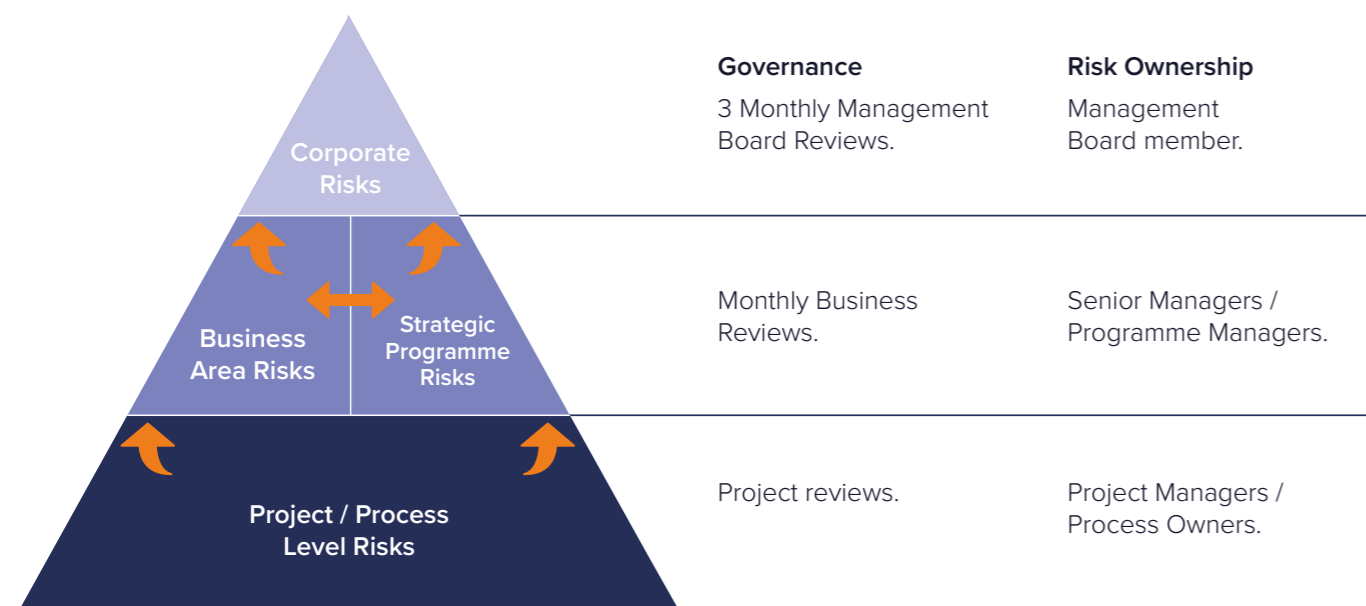 Governance
Risk Ownership
3 Monthly Management
Board Reviews.
Management
Board member.
Corporate
Risks
Monthly Business
Reviews.
Senior Managers /
Programme Managers.
Business
Area Risks
Strategic
Programme
Risks
Project reviews.
Project Managers /
Process Owners.
Project / Process
Level Risks